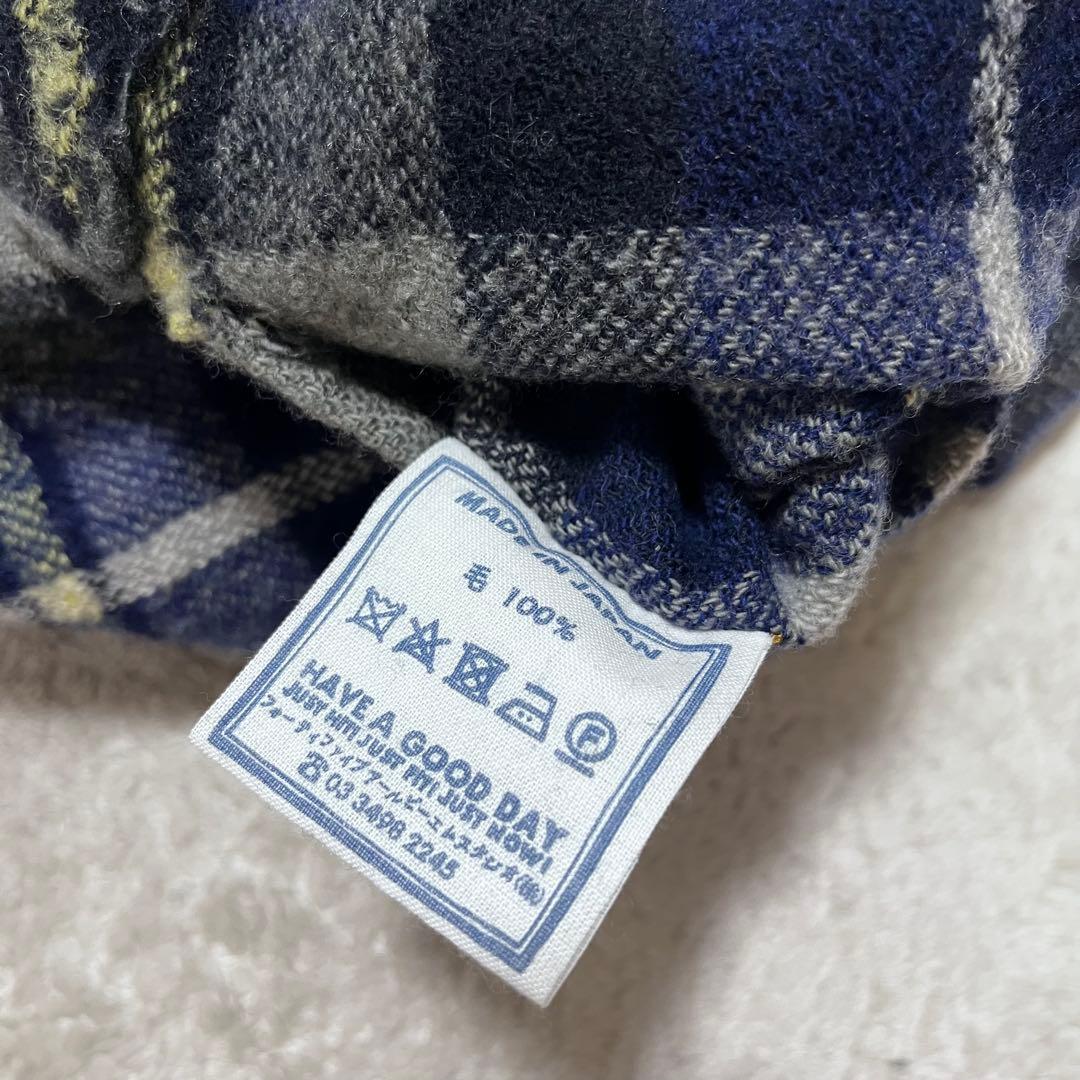 MADE IN JAPAN
毛 100%
F
HAVE A GOOD DAY
JUST HIT! JUST FIT! JUST NOW!
フォーティファイブアールピーエムスタジオ(株)
☎03 3498 2245